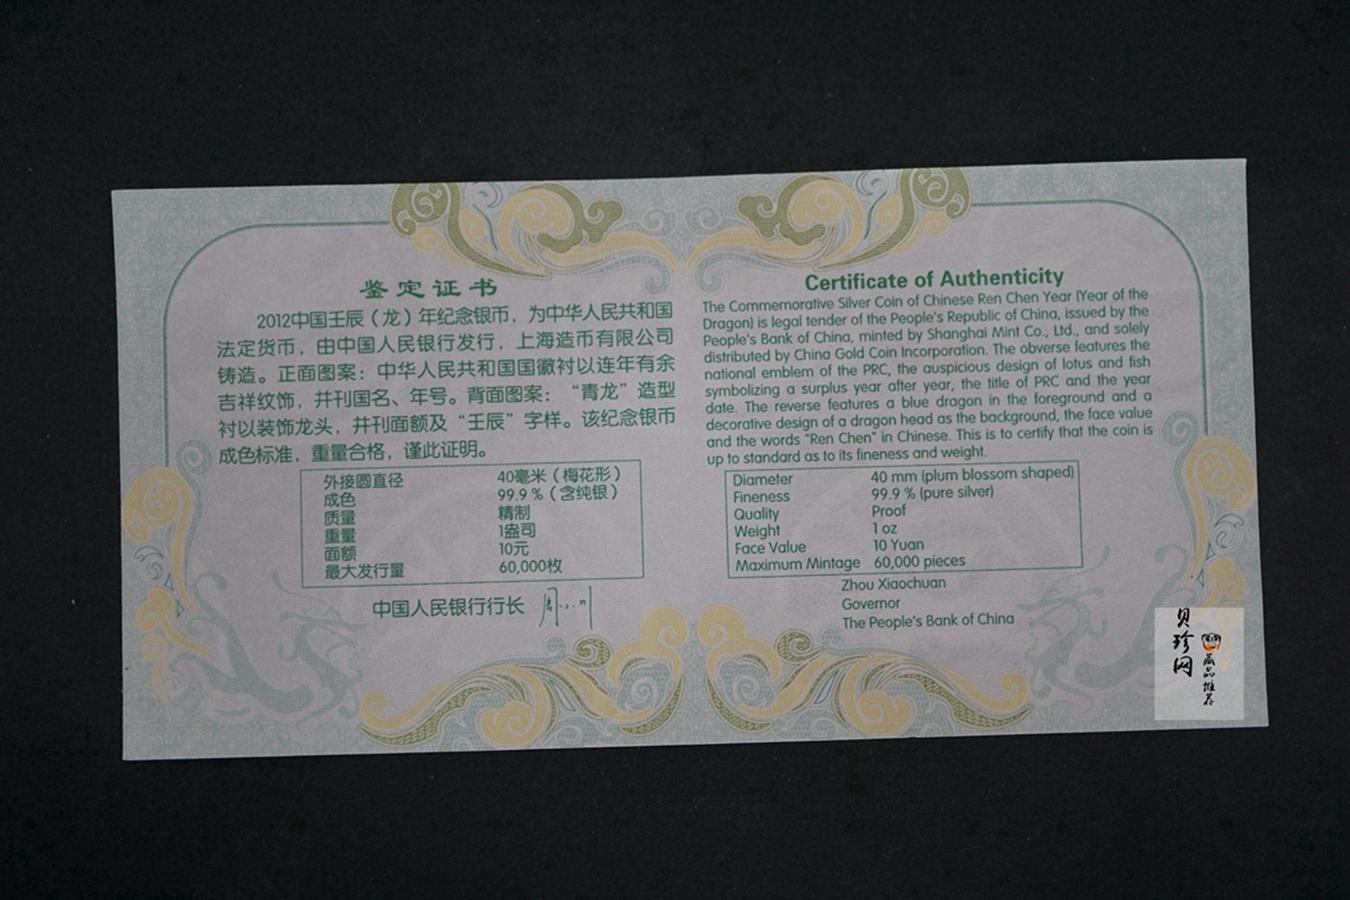 鉴定证书
2012中国壬辰（龙）年纪念银币，为中华人民共和国
法定货币，由中国人民银行发行，上海造币有限公司
铸造。正面图案：中华人民共和国国徽衬以连年有余
吉祥纹饰，并刊国名、年号。背面图案：“青龙”造型
衬以装饰龙头，并刊面额及“壬辰”字样。该纪念银币
成色标准，重量合格，谨此证明。
外接圆直径 40毫米（梅花形）
成色 99.9％（含纯银）
质量 精制
重量 1盎司
面额 10元
最大发行量 60,000枚
中国人民银行行长
Certificate of Authenticity
The Commemorative Silver Coin of Chinese Ren Chen Year (Year of the
Dragon) is legal tender of the People's Republic of China, issued by the
People's Bank of China, minted by Shanghai Mint Co., Ltd., and solely
distributed by China Gold Coin Incorporation. The obverse features the
national emblem of the PRC, the auspicious design of lotus and fish
symbolizing a surplus year after year, the title of PRC and the year
date. The reverse features a blue dragon in the foreground and a
decorative design of a dragon head as the background, the face value
and the words "Ren Chen" in Chinese. This is to certify that the coin is
up to standard as to its fineness and weight.
Diameter 40 mm (plum blossom shaped)
Fineness 99.9 % (pure silver)
Quality Proof
Weight 1 oz
Face Value 10 Yuan
Maximum Mintage 60,000 pieces
Zhou Xiaochuan
Governor
The People's Bank of China
贝珍网
藏品推荐